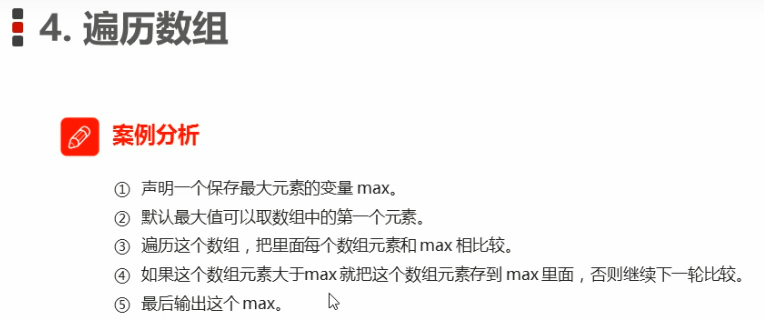 4. 遍历数组
案例分析
① 声明一个保存最大元素的变量 max。
② 默认最大值可以取数组中的第一个元素。
③ 遍历这个数组，把里面每个数组元素和 max 相比较。
④ 如果这个数组元素大于max 就把这个数组元素存到 max 里面，否则继续下一轮比较。
⑤ 最后输出这个 max。